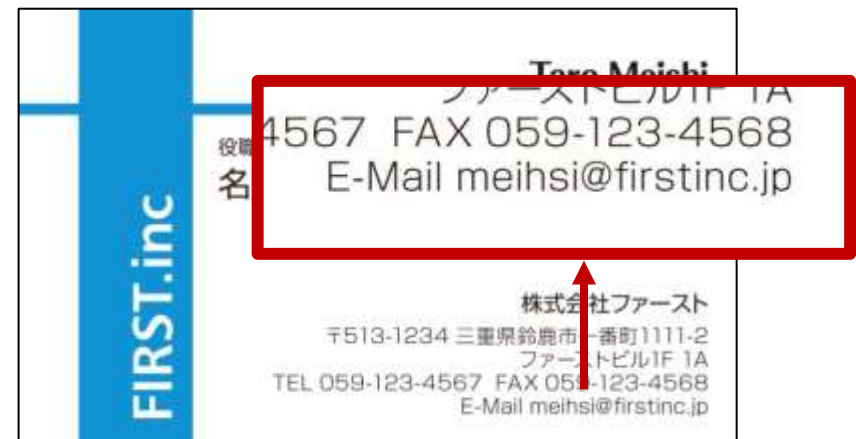 Taro Meishi
ファーストビル1F 1A
4567 FAX 059-123-4568
E-Mail meihsi@firstinc.jp
役職
名
FIRST.inc
株式会社ファースト
〒513-1234 三重県鈴鹿市一番町1111-2
ファーストビル1F 1A
TEL 059-123-4567 FAX 059-123-4568
E-Mail meihsi@firstinc.jp